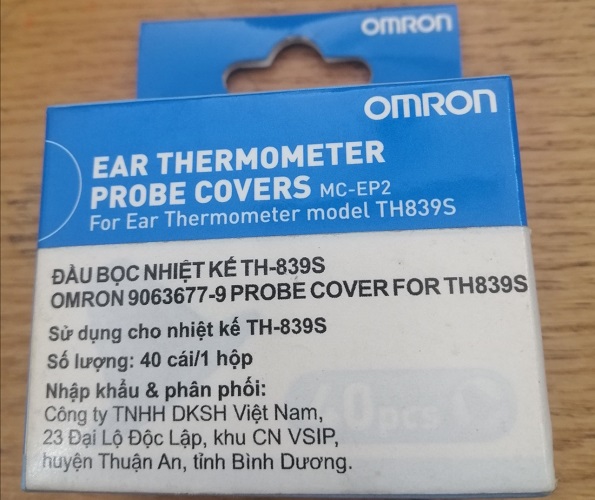 OMRON
OMRON
EAR THERMOMETER
PROBE COVERS MC-EP2
For Ear Thermometer model TH839S
ĐẦU BỌC NHIỆT KẾ TH-839S
OMRON 9063677-9 PROBE COVER FOR TH839S
Sử dụng cho nhiệt kế TH-839S
Số lượng: 40 cái/1 hộp
Nhập khẩu & phân phối:
40pcs
Công ty TNHH DKSH Việt Nam,
23 Đại Lộ Độc Lập, khu CN VSIP,
huyện Thuận An, tỉnh Bình Dương.